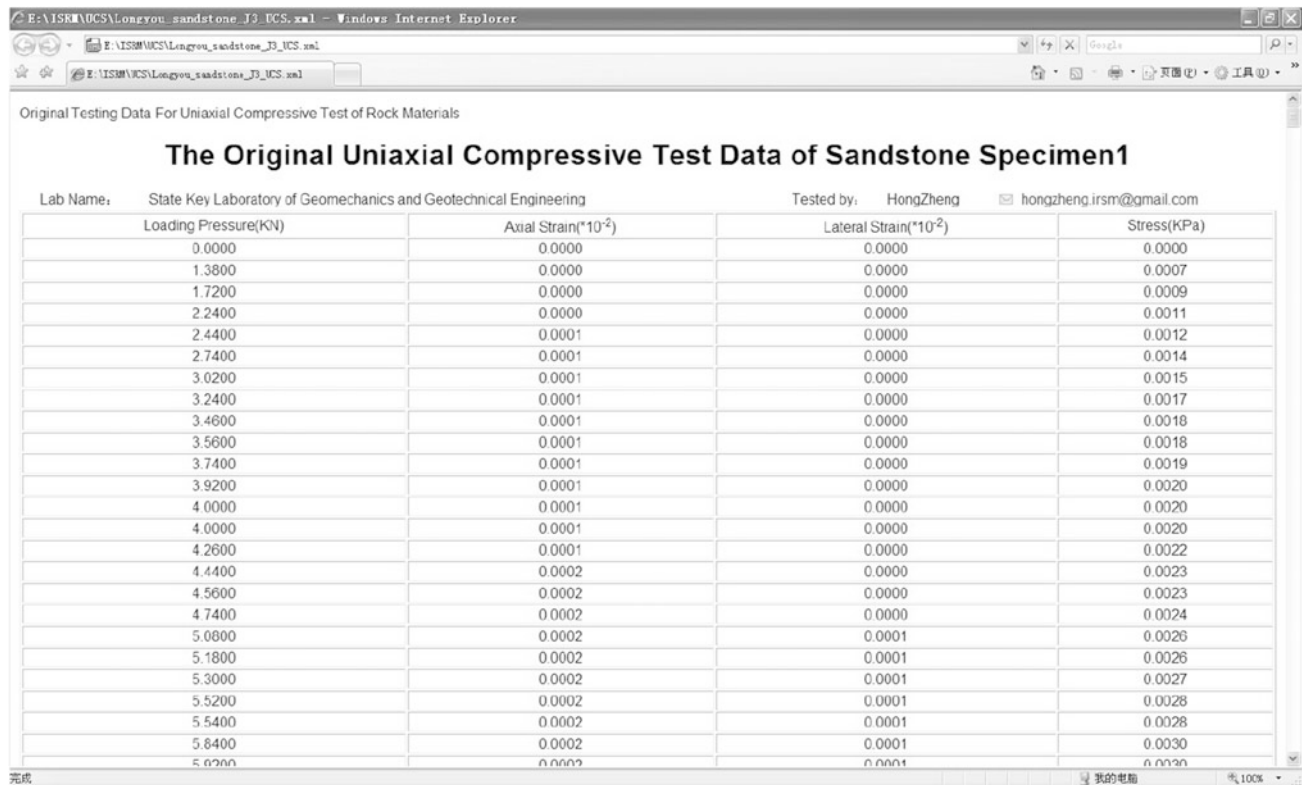 E:\ISRM\UCS\Longyou_sandstone_J3_UCS.xml - Windows Internet Explorer
E:\ISRM\UCS\Longyou_sandstone_J3_UCS.xml Google
E:\ISRM\UCS\Longyou_sandstone_J3_UCS.xml 页面(P) 工具(O) »
Original Testing Data For Uniaxial Compressive Test of Rock Materials
The Original Uniaxial Compressive Test Data of Sandstone Specimen1
Lab Name: State Key Laboratory of Geomechanics and Geotechnical Engineering Tested by: HongZheng hongzheng.irsm@gmail.com
Loading Pressure(KN) Axial Strain(*10-2) Lateral Strain(*10-2) Stress(KPa)
0.0000 0.0000 0.0000 0.0000
1.3800 0.0000 0.0000 0.0007
1.7200 0.0000 0.0000 0.0009
2.2400 0.0000 0.0000 0.0011
2.4400 0.0001 0.0000 0.0012
2.7400 0.0001 0.0000 0.0014
3.0200 0.0001 0.0000 0.0015
3.2400 0.0001 0.0000 0.0017
3.4600 0.0001 0.0000 0.0018
3.5600 0.0001 0.0000 0.0018
3.7400 0.0001 0.0000 0.0019
3.9200 0.0001 0.0000 0.0020
4.0000 0.0001 0.0000 0.0020
4.0000 0.0001 0.0000 0.0020
4.2600 0.0001 0.0000 0.0022
4.4400 0.0002 0.0000 0.0023
4.5600 0.0002 0.0000 0.0023
4.7400 0.0002 0.0000 0.0024
5.0800 0.0002 0.0001 0.0026
5.1800 0.0002 0.0001 0.0026
5.3000 0.0002 0.0001 0.0027
5.5200 0.0002 0.0001 0.0028
5.5400 0.0002 0.0001 0.0028
5.8400 0.0002 0.0001 0.0030
5.9200 0.0002 0.0001 0.0030
完成 我的电脑 100%